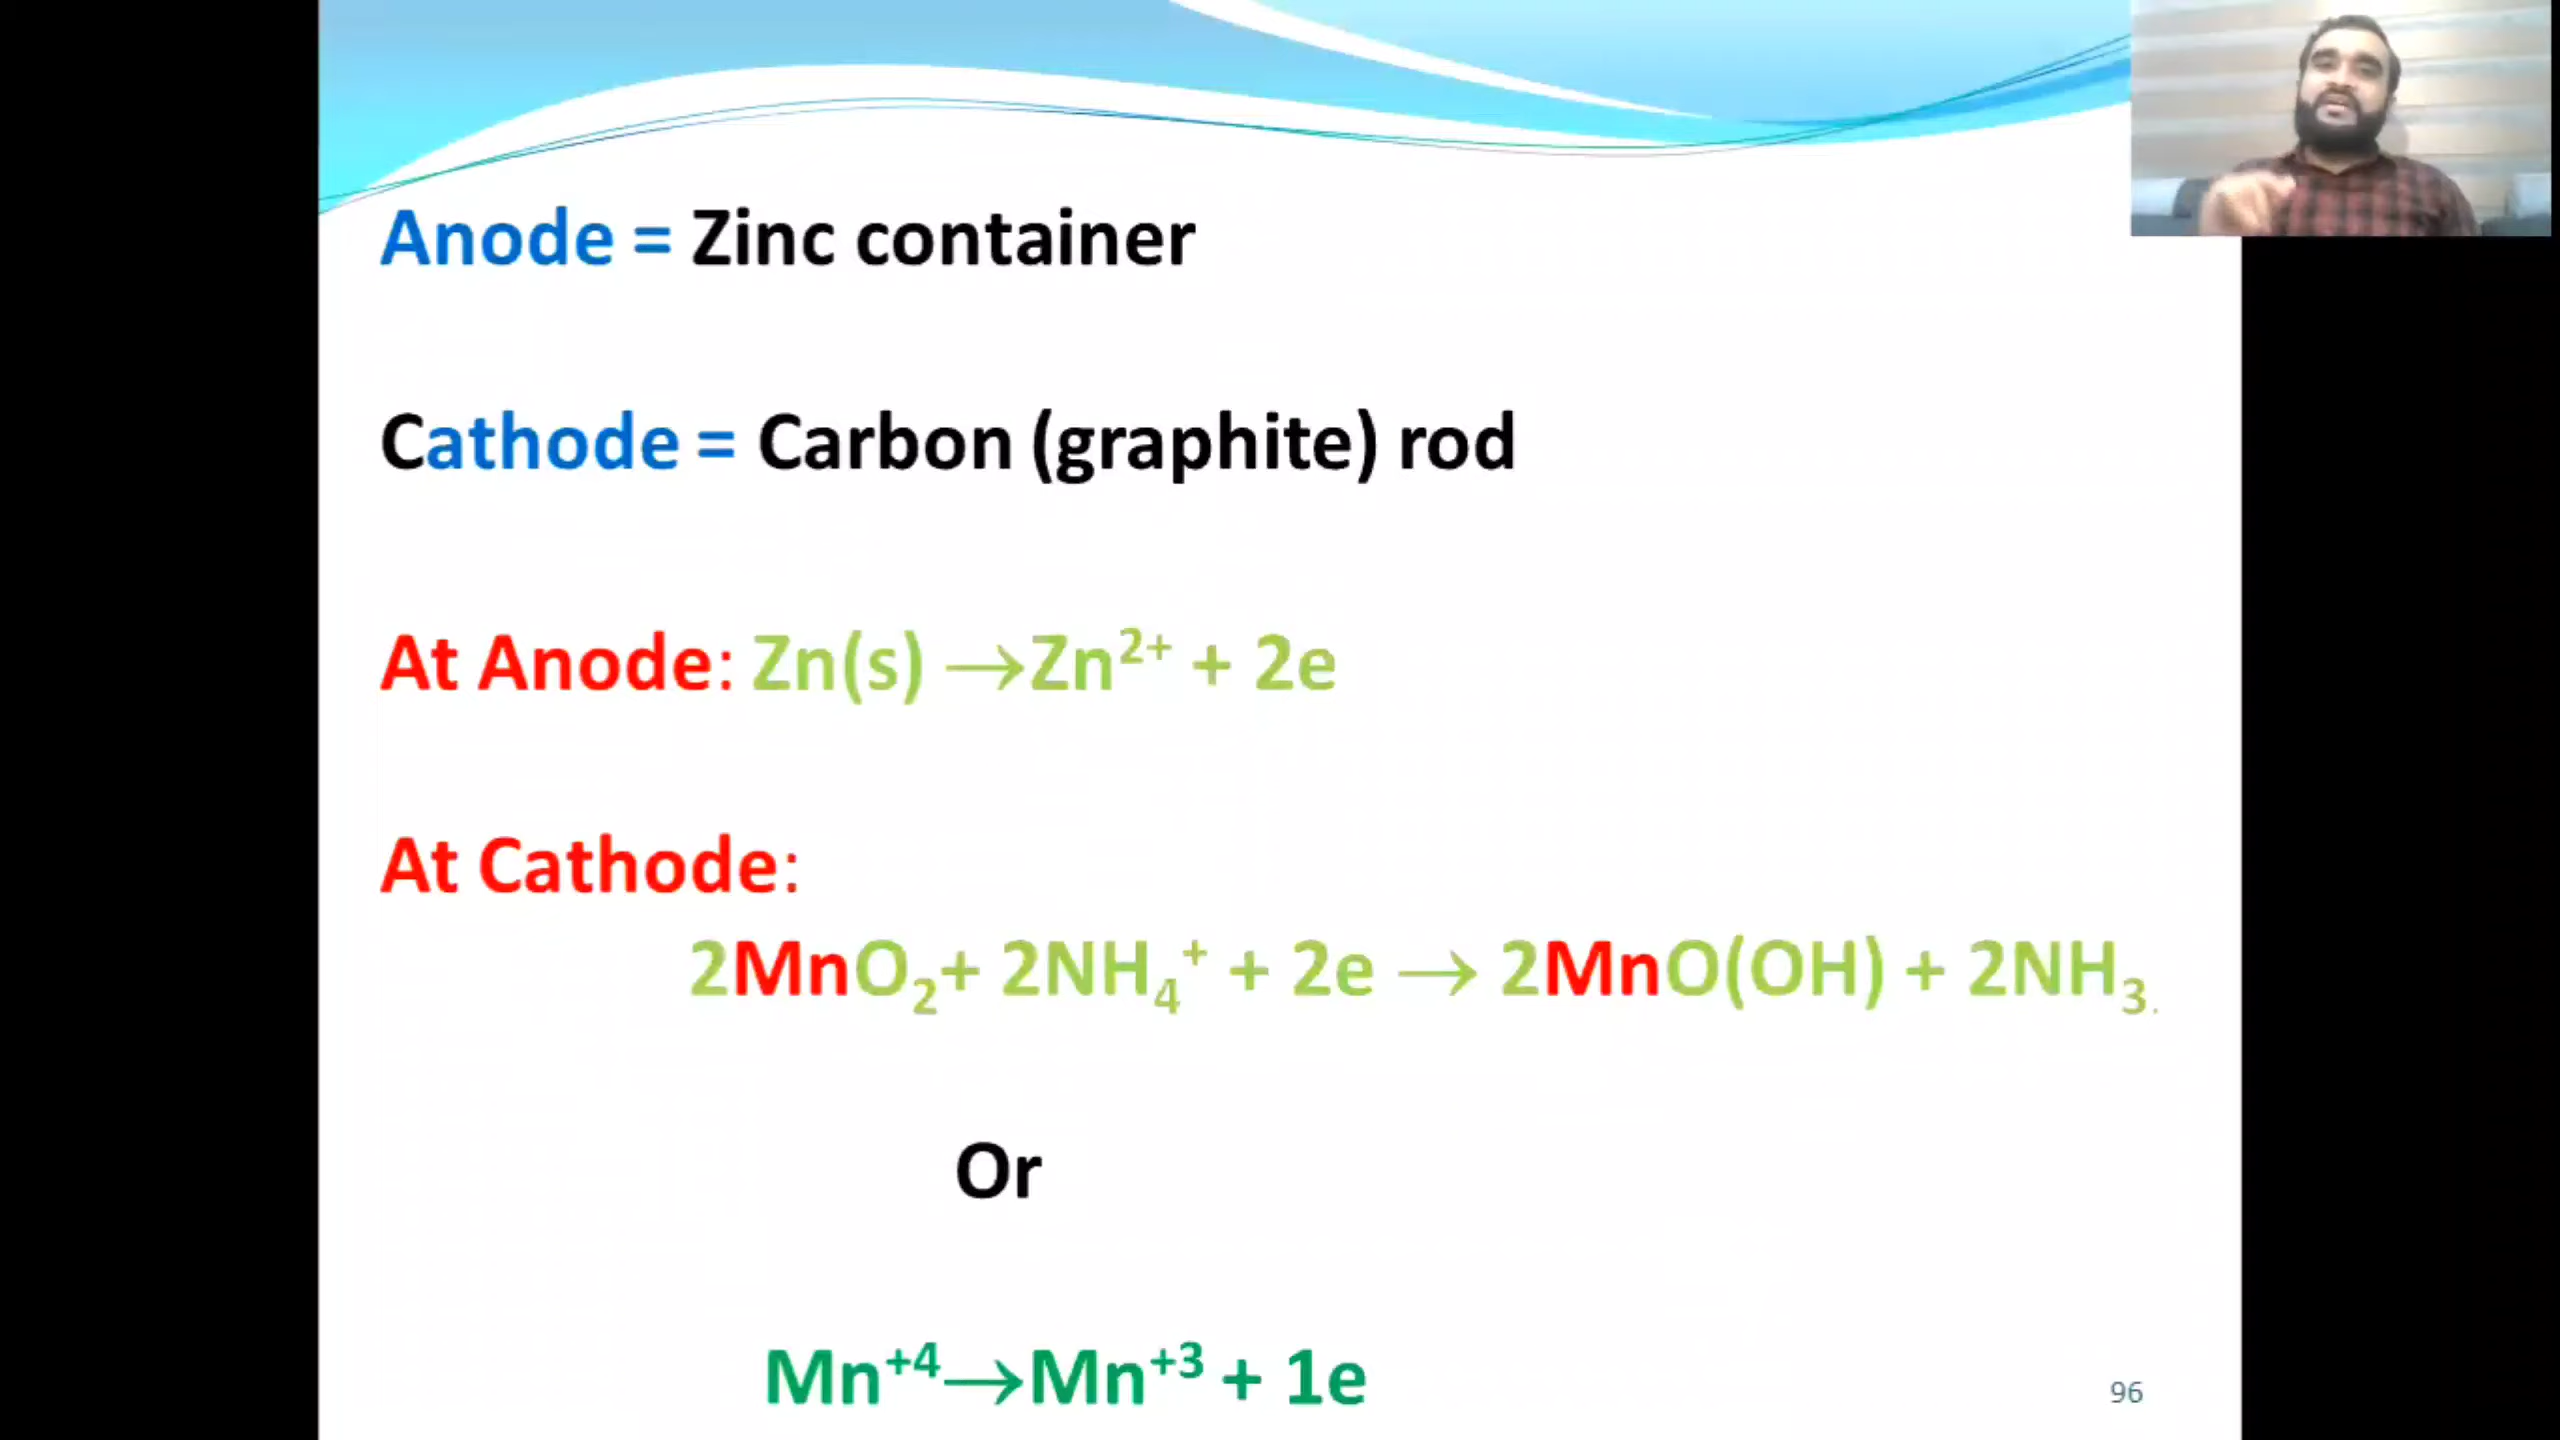 Anode = Zinc container
Cathode = Carbon (graphite) rod
At Anode: Zn(s) →Zn²⁺ + 2e
At Cathode:
2MnO₂+ 2NH₄⁺ + 2e → 2MnO(OH) + 2NH₃.
Or
Mn⁺⁴→Mn⁺³ + 1e
96